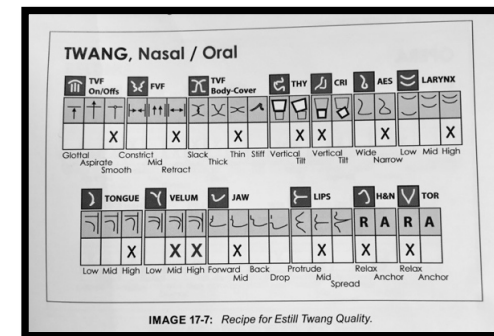 TWANG, Nasal / Oral
TVF On/Offs FVF TVF Body-Cover THY CRI AES LARYNX
X X X X X X X
Glottal Aspirate Smooth Constrict Mid Retract Slack Thick Thin Stiff Vertical Tilt Vertical Tilt Wide Narrow Low Mid High
TONGUE VELUM JAW LIPS H&N TOR
R A R A
X X X X X X X
Low Mid High Low Mid High Forward Mid Back Drop Protrude Mid Spread Relax Anchor Relax Anchor
IMAGE 17-7: Recipe for Estill Twang Quality.